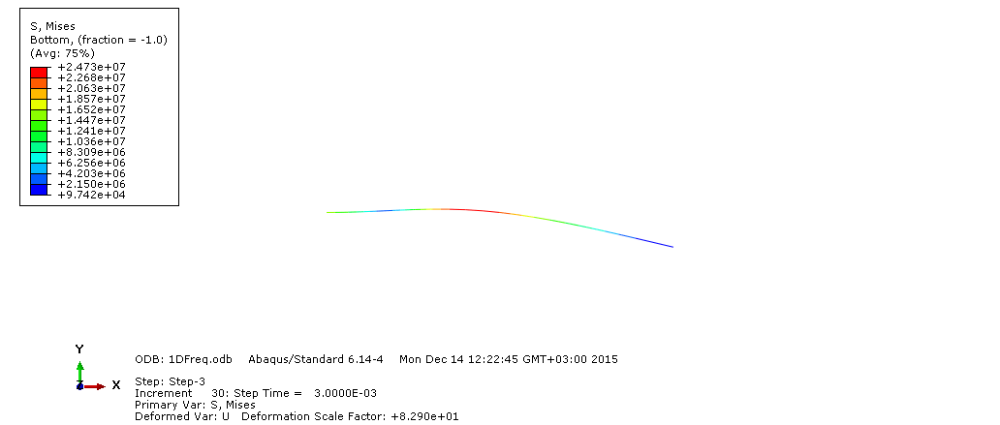 S, Mises
Bottom, (fraction = -1.0)
(Avg: 75%)
+2.473e+07
+2.268e+07
+2.063e+07
+1.857e+07
+1.652e+07
+1.447e+07
+1.241e+07
+1.036e+07
+8.309e+06
+6.256e+06
+4.203e+06
+2.150e+06
+9.742e+04
Y
Z X
ODB: 1DFreq.odb Abaqus/Standard 6.14-4 Mon Dec 14 12:22:45 GMT+03:00 2015
Step: Step-3
Increment 30: Step Time = 3.0000E-03
Primary Var: S, Mises
Deformed Var: U Deformation Scale Factor: +8.290e+01